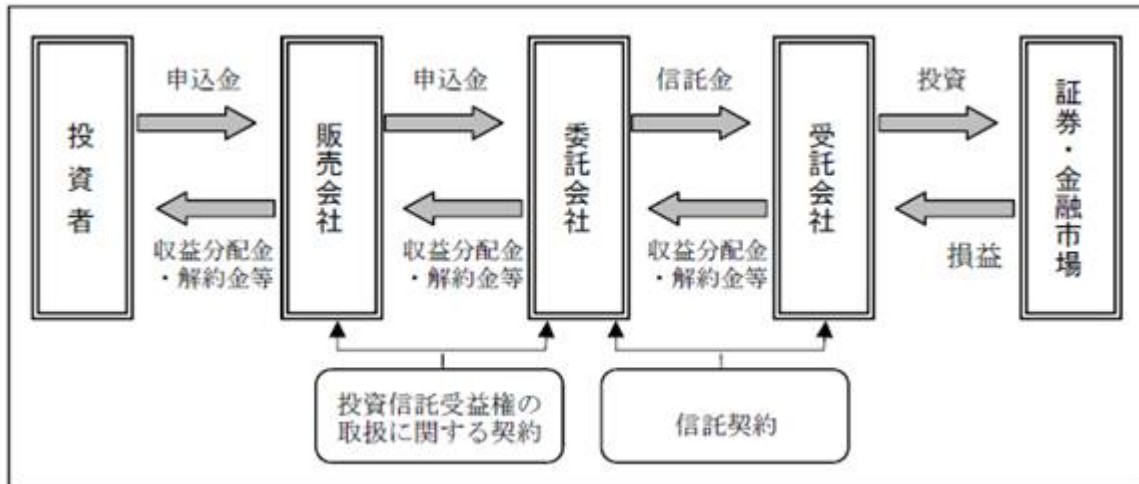 申込金
申込金
信託金
投資
投資者
販売会社
委託会社
受託会社
証券・金融市場
収益分配金
・解約金等
収益分配金
・解約金等
収益分配金
・解約金等
損益
投資信託受益権の
取扱に関する契約
信託契約